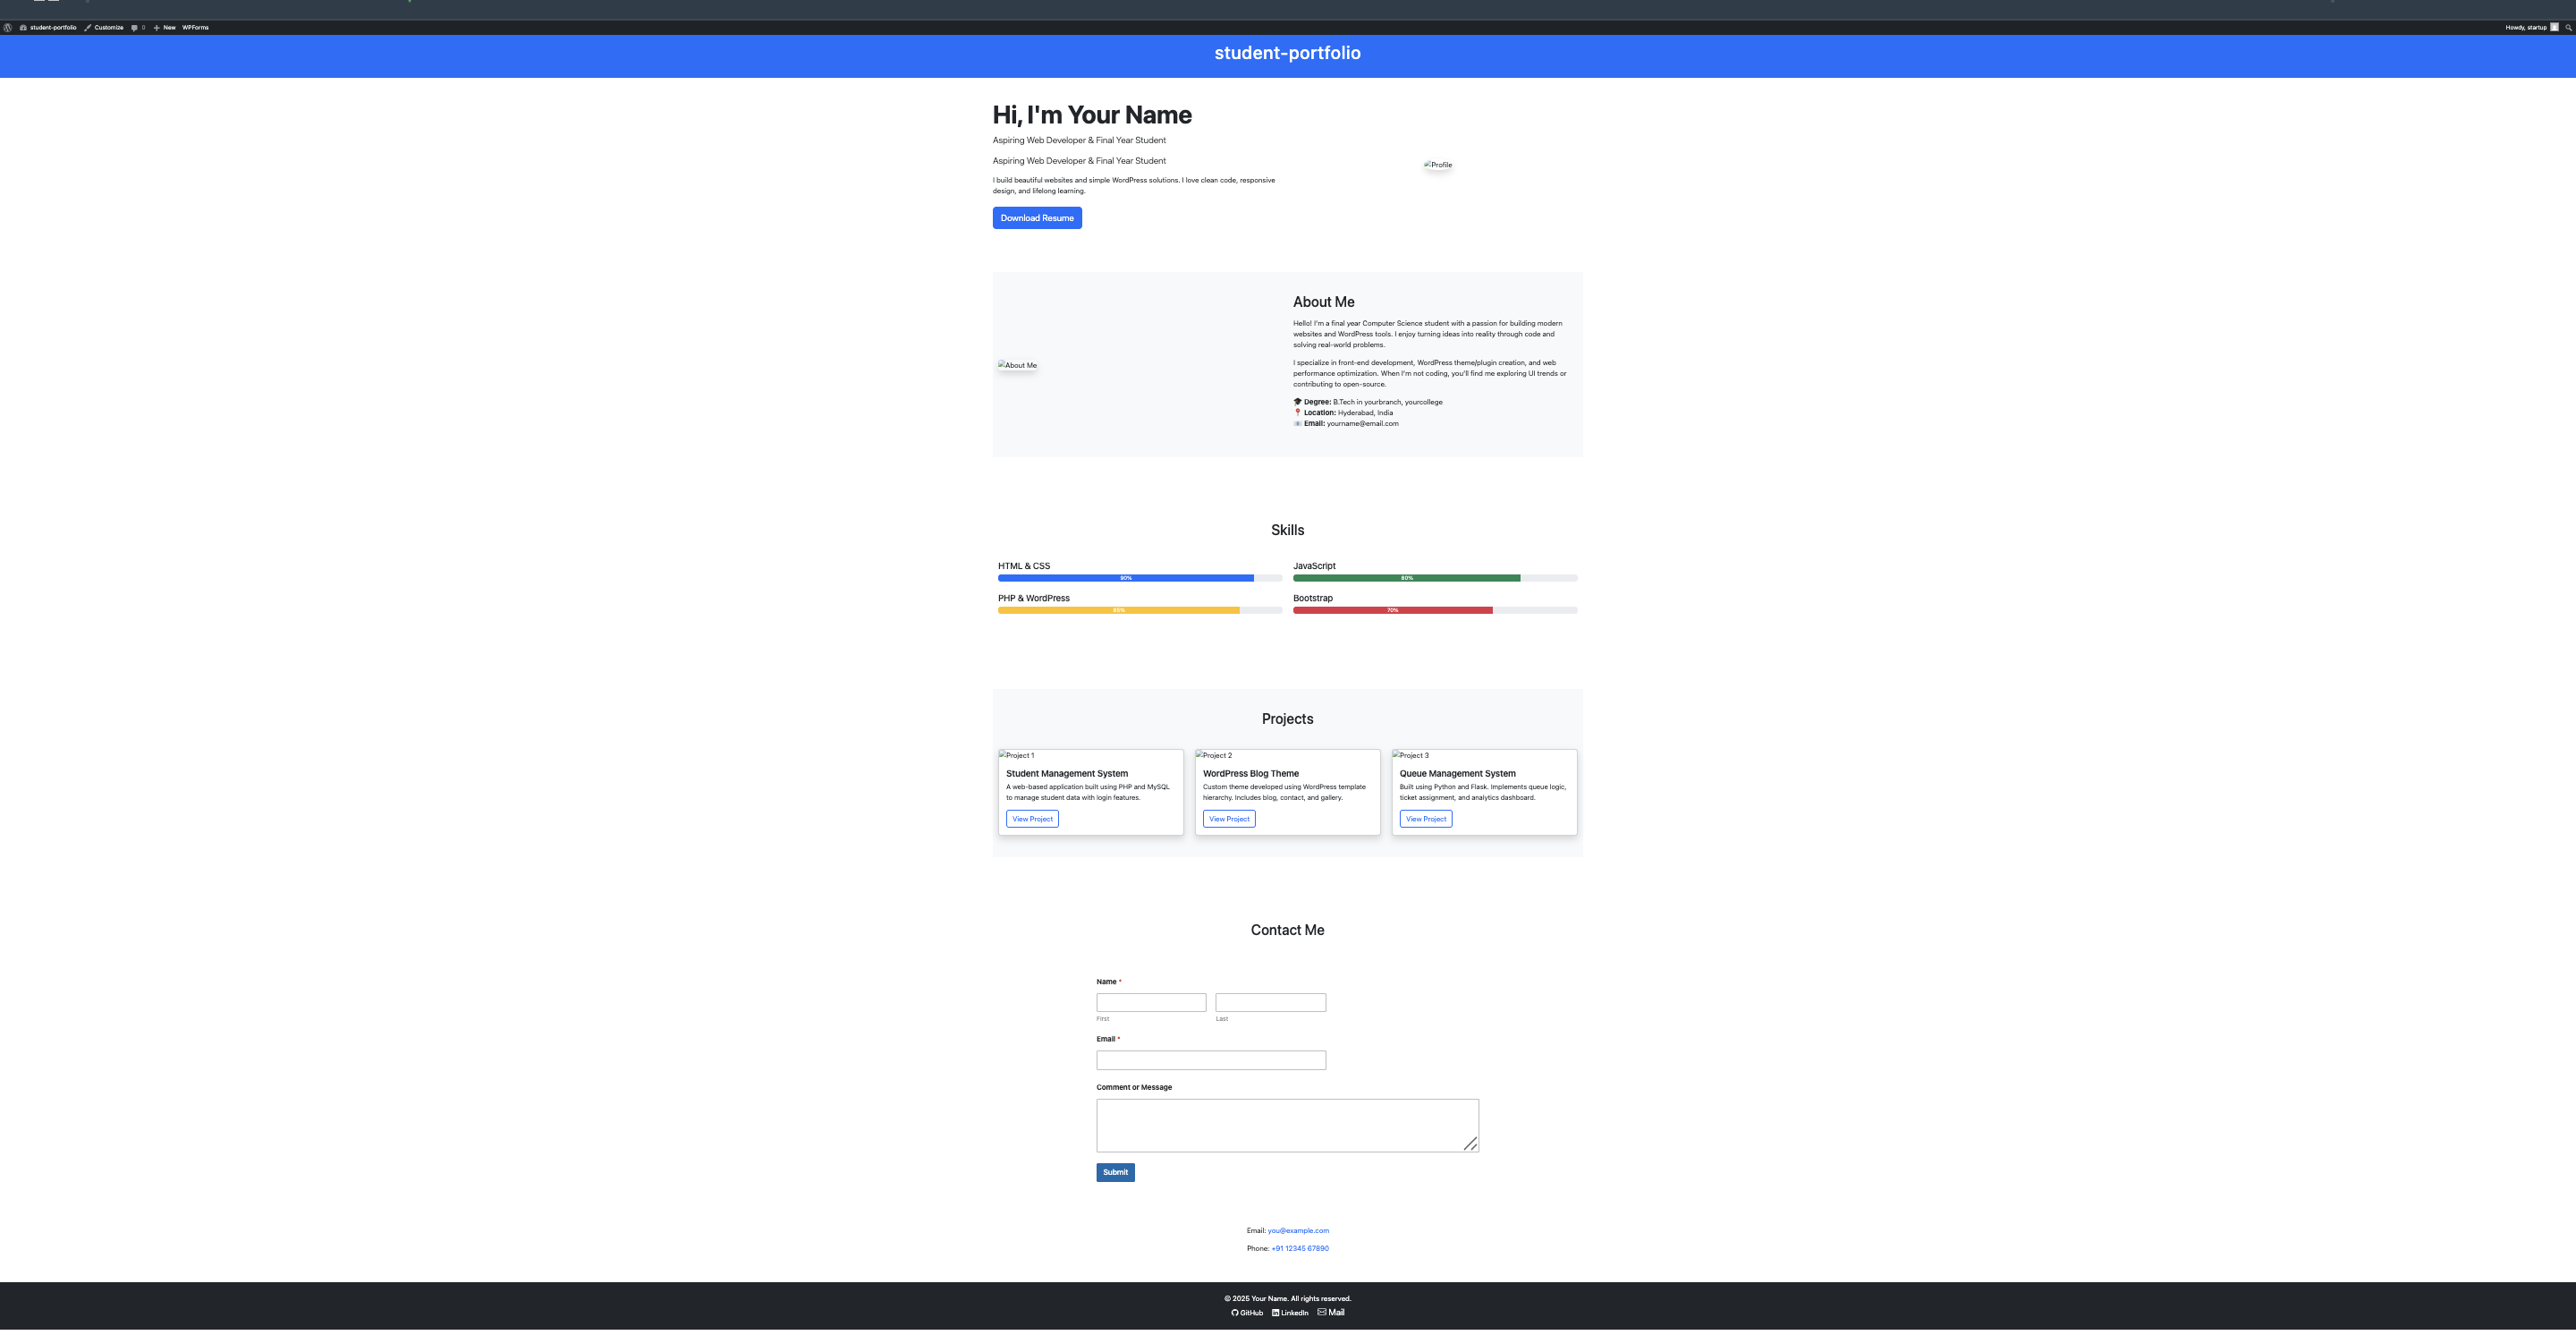 student-portfolio Customize 0 New WPForms Howdy, startup
student-portfolio
Hi, I'm Your Name
Aspiring Web Developer & Final Year Student
Aspiring Web Developer & Final Year Student
I build beautiful websites and simple WordPress solutions. I love clean code, responsive
design, and lifelong learning.
Profile
Download Resume
About Me
About Me
Hello! I'm a final year Computer Science student with a passion for building modern
websites and WordPress tools. I enjoy turning ideas into reality through code and
solving real-world problems.
I specialize in front-end development, WordPress theme/plugin creation, and web
performance optimization. When I'm not coding, you'll find me exploring UI trends or
contributing to open-source.
🎓 Degree: B.Tech in yourbranch, yourcollege
📍 Location: Hyderabad, India
📧 Email: yourname@email.com
Skills
HTML & CSS
90%
JavaScript
80%
PHP & WordPress
85%
Bootstrap
70%
Projects
Project 1
Student Management System
A web-based application built using PHP and MySQL
to manage student data with login features.
View Project
Project 2
WordPress Blog Theme
Custom theme developed using WordPress template
hierarchy. Includes blog, contact, and gallery.
View Project
Project 3
Queue Management System
Built using Python and Flask. Implements queue logic,
ticket assignment, and analytics dashboard.
View Project
Contact Me
Name *
First Last
Email *
Comment or Message
Submit
Email: you@example.com
Phone: +91 12345 67890
© 2025 Your Name. All rights reserved.
GitHub LinkedIn Mail